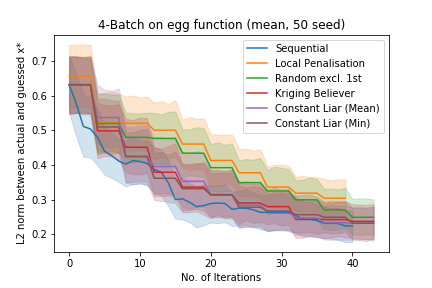 4-Batch on egg function (mean, 50 seed)
L2 norm between actual and guessed x*
0.7
0.6
0.5
0.4
0.3
0.2
Sequential
Local Penalisation
Random excl. 1st
Kriging Believer
Constant Liar (Mean)
Constant Liar (Min)
0 10 20 30 40
No. of Iterations